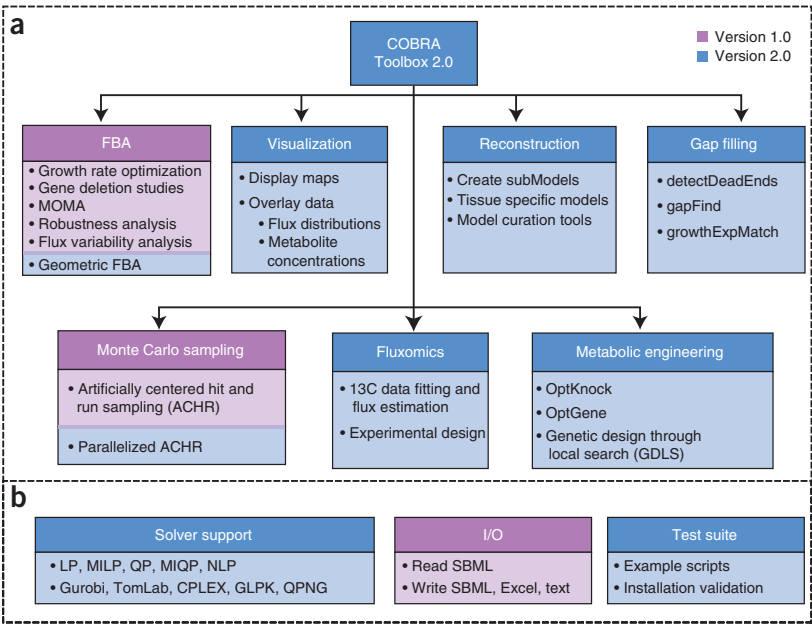 a
COBRA
Toolbox 2.0
Version 1.0
Version 2.0
FBA
• Growth rate optimization
• Gene deletion studies
• MOMA
• Robustness analysis
• Flux variability analysis
• Geometric FBA
Visualization
• Display maps
• Overlay data
• Flux distributions
• Metabolite
concentrations
Reconstruction
• Create subModels
• Tissue specific models
• Model curation tools
Gap filling
• detectDeadEnds
• gapFind
• growthExpMatch
Monte Carlo sampling
• Artificially centered hit and
run sampling (ACHR)
• Parallelized ACHR
Fluxomics
• 13C data fitting and
flux estimation
• Experimental design
Metabolic engineering
• OptKnock
• OptGene
• Genetic design through
local search (GDLS)
b
Solver support
• LP, MILP, QP, MIQP, NLP
• Gurobi, TomLab, CPLEX, GLPK, QPNG
I/O
• Read SBML
• Write SBML, Excel, text
Test suite
• Example scripts
• Installation validation